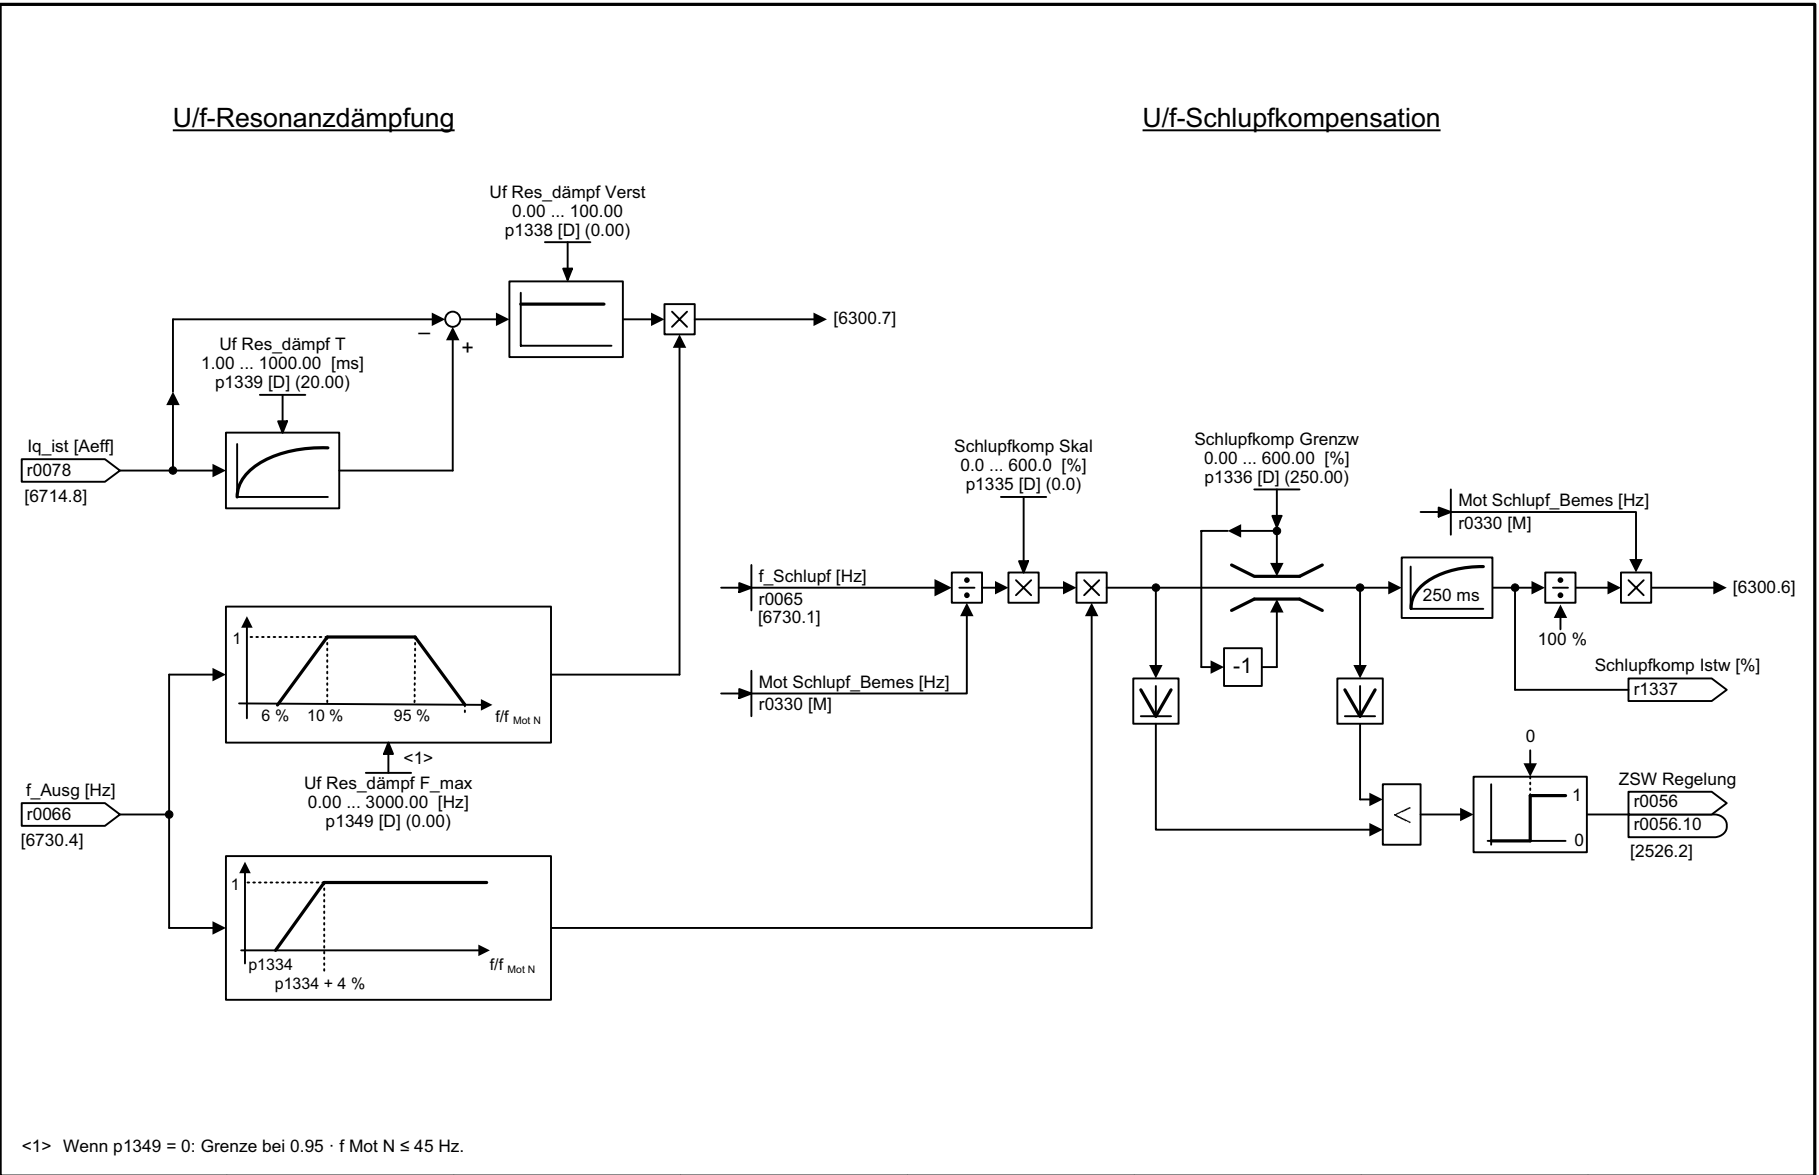 U/f-Resonanzdämpfung
U/f-Schlupfkompensation
Uf Res_dämpf Verst
0.00 ... 100.00
p1338 [D] (0.00)
[6300.7]
–
+
Uf Res_dämpf T
1.00 ... 1000.00 [ms]
p1339 [D] (20.00)
Iq_ist [Aeff]
r0078
[6714.8]
Schlupfkomp Skal
0.0 ... 600.0 [%]
p1335 [D] (0.0)
Schlupfkomp Grenzw
0.00 ... 600.00 [%]
p1336 [D] (250.00)
Mot Schlupf_Bemes [Hz]
r0330 [M]
f_Schlupf [Hz]
r0065
[6730.1]
÷
×
×
250 ms
÷
×
[6300.6]
100 %
-1
Mot Schlupf_Bemes [Hz]
r0330 [M]
Schlupfkomp Istw [%]
r1337
1
6 %
10 %
95 %
f/f Mot N
<1>
Uf Res_dämpf F_max
0.00 ... 3000.00 [Hz]
p1349 [D] (0.00)
f_Ausg [Hz]
r0066
[6730.4]
0
<
1
0
ZSW Regelung
r0056
r0056.10
[2526.2]
1
p1334
p1334 + 4 %
f/f Mot N
<1> Wenn p1349 = 0: Grenze bei 0.95 · f Mot N ≤ 45 Hz.